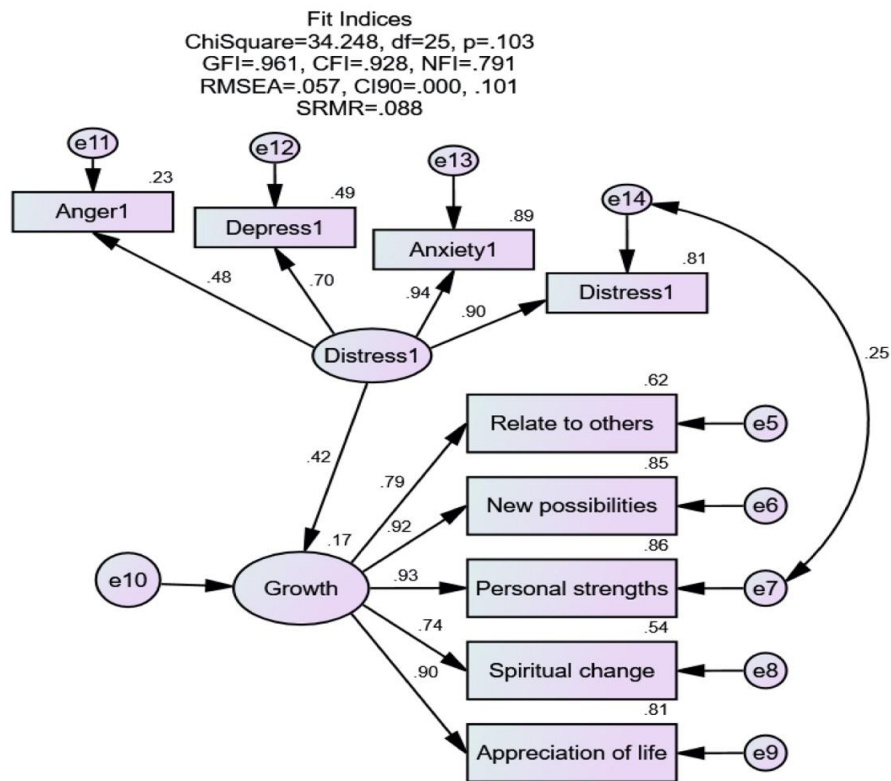 Fit Indices
ChiSquare=34.248, df=25, p=.103
GFI=.961, CFI=.928, NFI=.791
RMSEA=.057, CI90=.000, .101
SRMR=.088
e11
e12
e13
e14
.23
Anger1
.49
Depress1
.89
Anxiety1
.81
Distress1
.48
.70
.94
.90
Distress1
.25
.42
.62
Relate to others
e5
.79
.85
New possibilities
e6
.92
.86
Personal strengths
e7
.93
e10
.17
Growth
.54
Spiritual change
e8
.74
.81
Appreciation of life
e9
.90